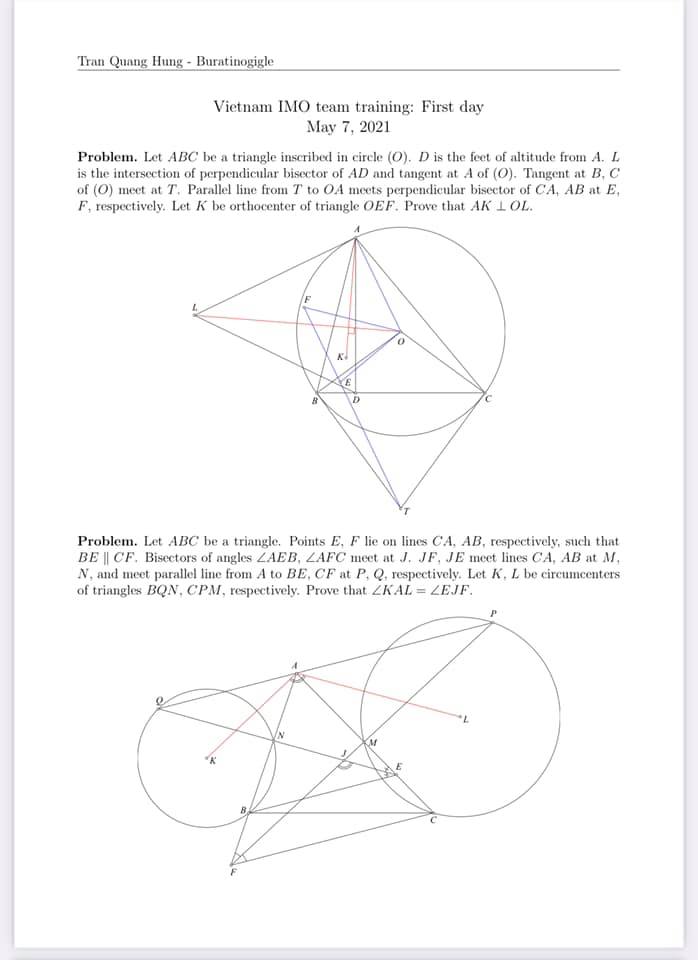 Tran Quang Hung - Buratinogigle
Vietnam IMO team training: First day
May 7, 2021
Problem. Let ABC be a triangle inscribed in circle (O). D is the feet of altitude from A. L
is the intersection of perpendicular bisector of AD and tangent at A of (O). Tangent at B, C
of (O) meet at T. Parallel line from T to OA meets perpendicular bisector of CA, AB at E,
F, respectively. Let K be orthocenter of triangle OEF. Prove that AK ⊥ OL.
A
F
L
O
K
E
B
D
C
T
Problem. Let ABC be a triangle. Points E, F lie on lines CA, AB, respectively, such that
BE ∥ CF. Bisectors of angles ∠AEB, ∠AFC meet at J. JF, JE meet lines CA, AB at M,
N, and meet parallel line from A to BE, CF at P, Q, respectively. Let K, L be circumcenters
of triangles BQN, CPM, respectively. Prove that ∠KAL = ∠EJF.
P
A
Q
L
N
M
J
K
E
B
C
F